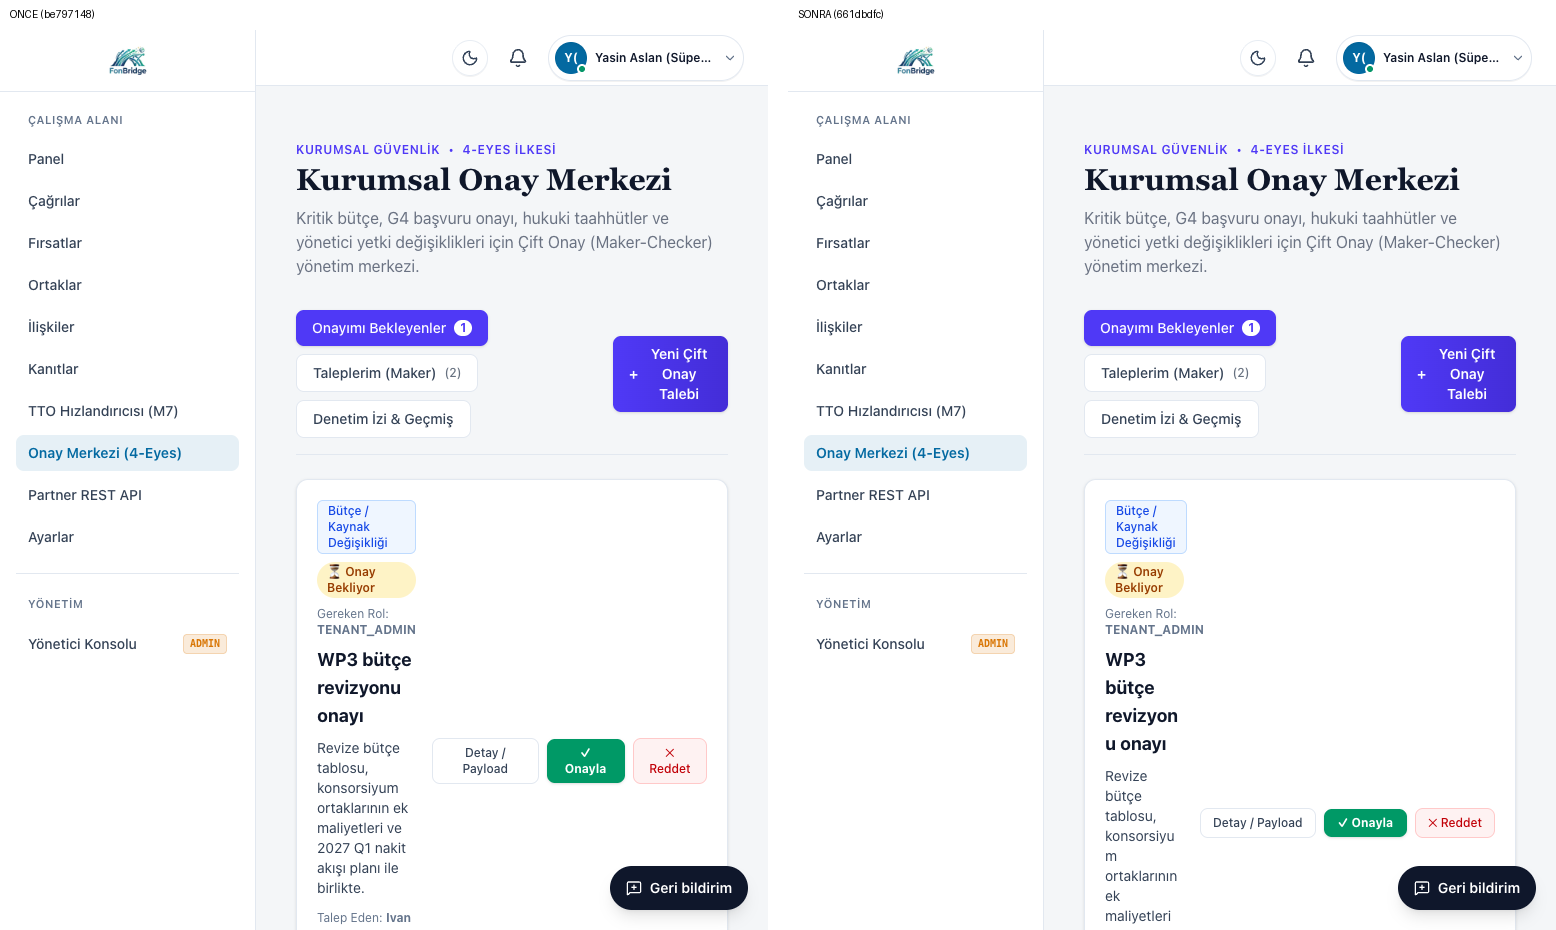 ÖNCE (be797148)
FonBridge
Y(
Yasin Aslan (Süpe...
ÇALIŞMA ALANI
Panel
Çağrılar
Fırsatlar
Ortaklar
İlişkiler
Kanıtlar
TTO Hızlandırıcısı (M7)
Onay Merkezi (4-Eyes)
Partner REST API
Ayarlar
YÖNETİM
Yönetici Konsolu
ADMIN
KURUMSAL GÜVENLİK • 4-EYES İLKESİ
Kurumsal Onay Merkezi
Kritik bütçe, G4 başvuru onayı, hukuki taahhütler ve
yönetici yetki değişiklikleri için Çift Onay (Maker-Checker)
yönetim merkezi.
Onayımı Bekleyenler 1
Taleplerim (Maker) (2)
Denetim İzi & Geçmiş
+ Yeni Çift
Onay
Talebi
Bütçe /
Kaynak
Değişikliği
⏳ Onay
Bekliyor
Gereken Rol:
TENANT_ADMIN
WP3 bütçe
revizyonu
onayı
Revize bütçe
tablosu,
konsorsiyum
ortaklarının ek
maliyetleri ve
2027 Q1 nakit
akışı planı ile
birlikte.
Talep Eden: Ivan
Detay /
Payload
✓
Onayla
✕
Reddet
Geri bildirim
SONRA (661dbdfc)
FonBridge
Y(
Yasin Aslan (Süpe...
ÇALIŞMA ALANI
Panel
Çağrılar
Fırsatlar
Ortaklar
İlişkiler
Kanıtlar
TTO Hızlandırıcısı (M7)
Onay Merkezi (4-Eyes)
Partner REST API
Ayarlar
YÖNETİM
Yönetici Konsolu
ADMIN
KURUMSAL GÜVENLİK • 4-EYES İLKESİ
Kurumsal Onay Merkezi
Kritik bütçe, G4 başvuru onayı, hukuki taahhütler ve
yönetici yetki değişiklikleri için Çift Onay (Maker-Checker)
yönetim merkezi.
Onayımı Bekleyenler 1
Taleplerim (Maker) (2)
Denetim İzi & Geçmiş
+ Yeni Çift
Onay
Talebi
Bütçe /
Kaynak
Değişikliği
⏳ Onay
Bekliyor
Gereken Rol:
TENANT_ADMIN
WP3
bütçe
revizyon
u onayı
Revize
bütçe
tablosu,
konsorsiyu
m
ortaklarının
ek
maliyetleri
Detay / Payload
✓ Onayla
✕ Reddet
Geri bildirim